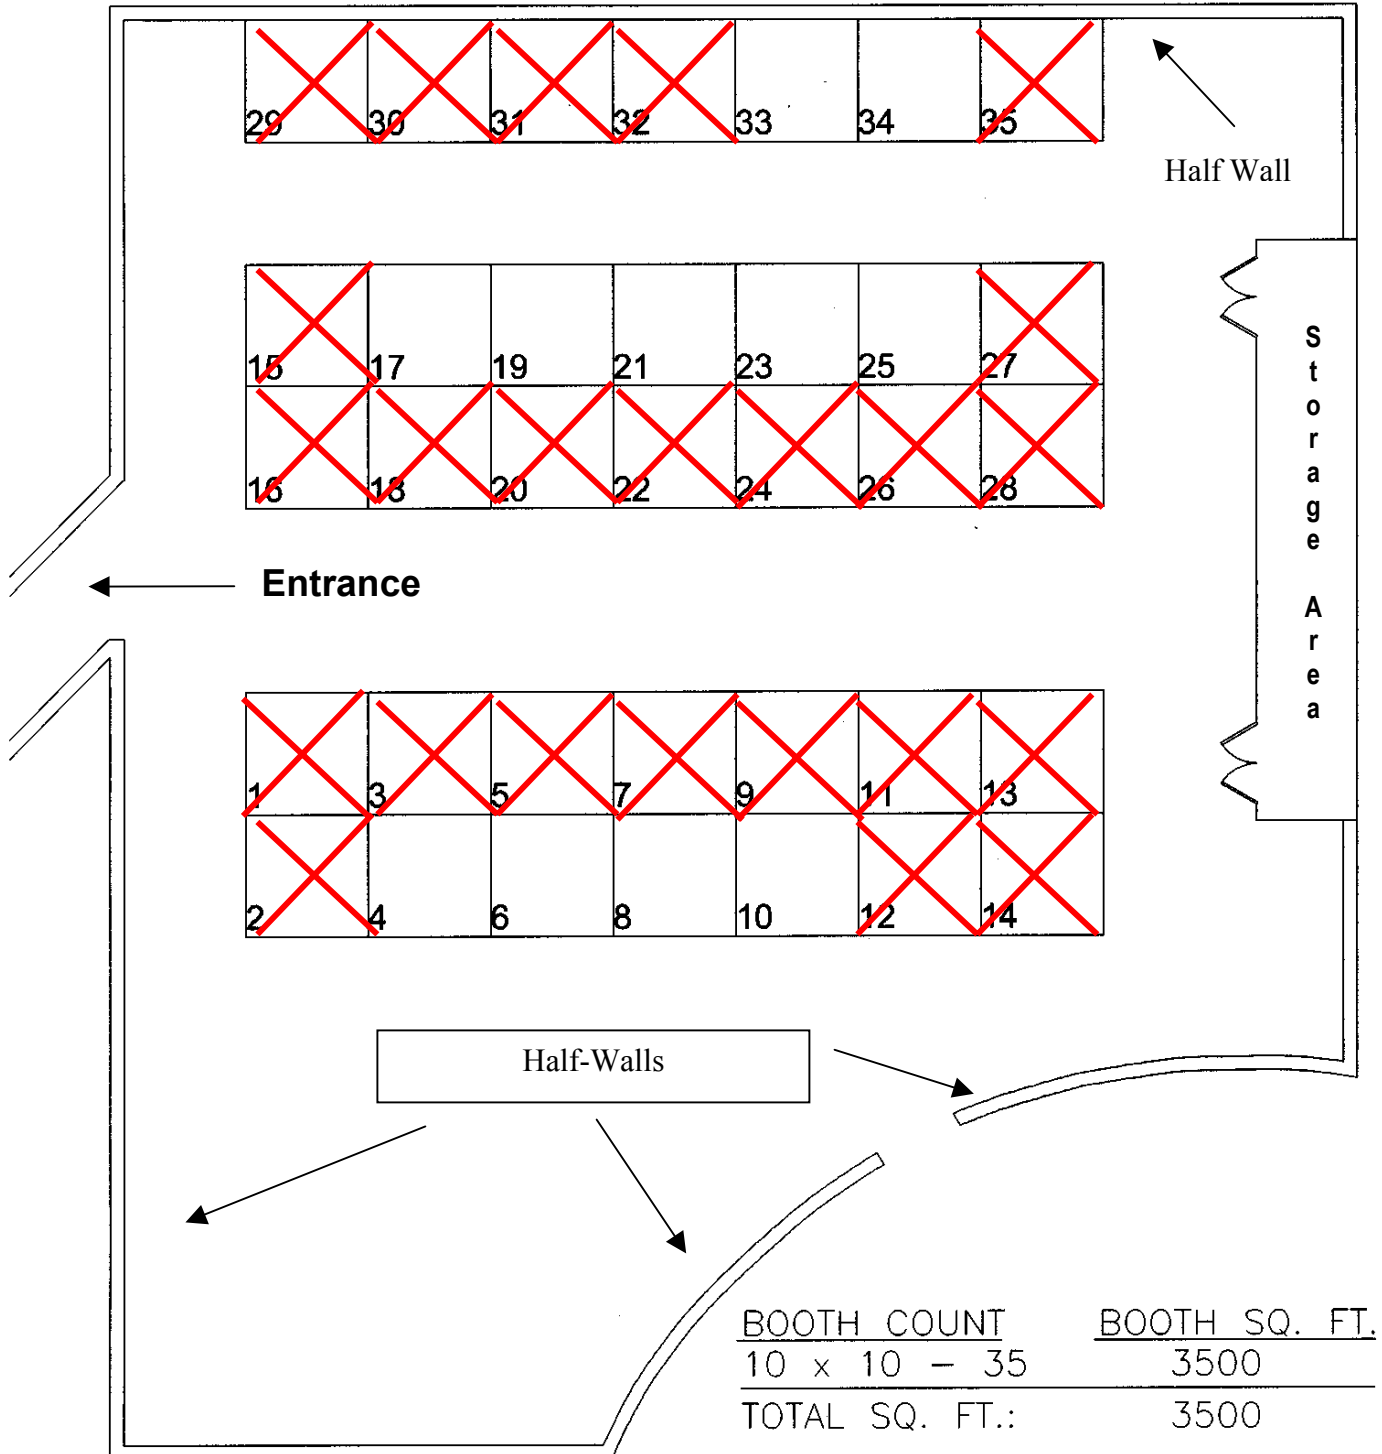 29 30 31 32 33 34 35
Half Wall
15 17 19 21 23 25 27
16 18 20 22 24 26 28
Storage Area
Entrance
1 3 5 7 9 11 13
2 4 6 8 10 12 14
Half-Walls
BOOTH COUNT BOOTH SQ. FT.
10 x 10 - 35 3500
TOTAL SQ. FT.: 3500